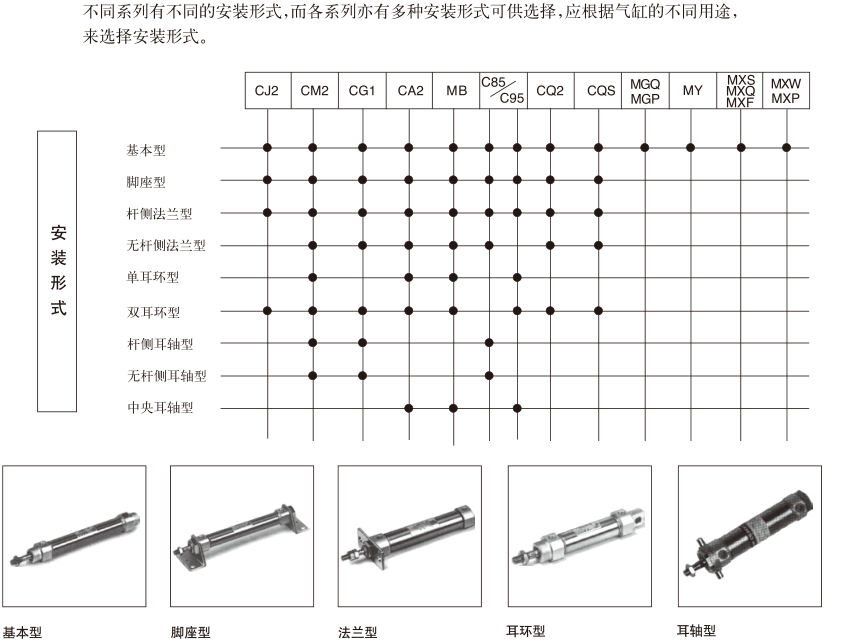 不同系列有不同的安装形式,而各系列亦有多种安装形式可供选择,应根据气缸的不同用途,
来选择安装形式。
CJ2 CM2 CG1 CA2 MB C85/C95 CQ2 CQS MGQ MGP MY MXS MXQ MXF MXW MXP
安装形式
基本型
脚座型
杆侧法兰型
无杆侧法兰型
单耳环型
双耳环型
杆侧耳轴型
无杆侧耳轴型
中央耳轴型
基本型 脚座型 法兰型 耳环型 耳轴型